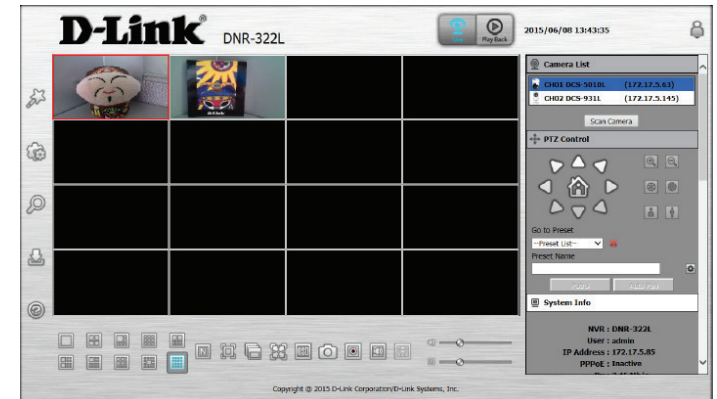 D-Link® DNR-322L
Play Back
2015/06/08 13:43:35
Camera List
CH01 DCS-5010L (172.17.5.63)
CH02 DCS-931L (172.17.5.145)
Scan Camera
PTZ Control
Go to Preset
--Preset List--
Preset Name
System Info
NVR : DNR-322L
User : admin
IP Address : 172.17.5.85
PPPoE : Inactive
Copyright @ 2015 D-Link Corporation/D-Link Systems, Inc.